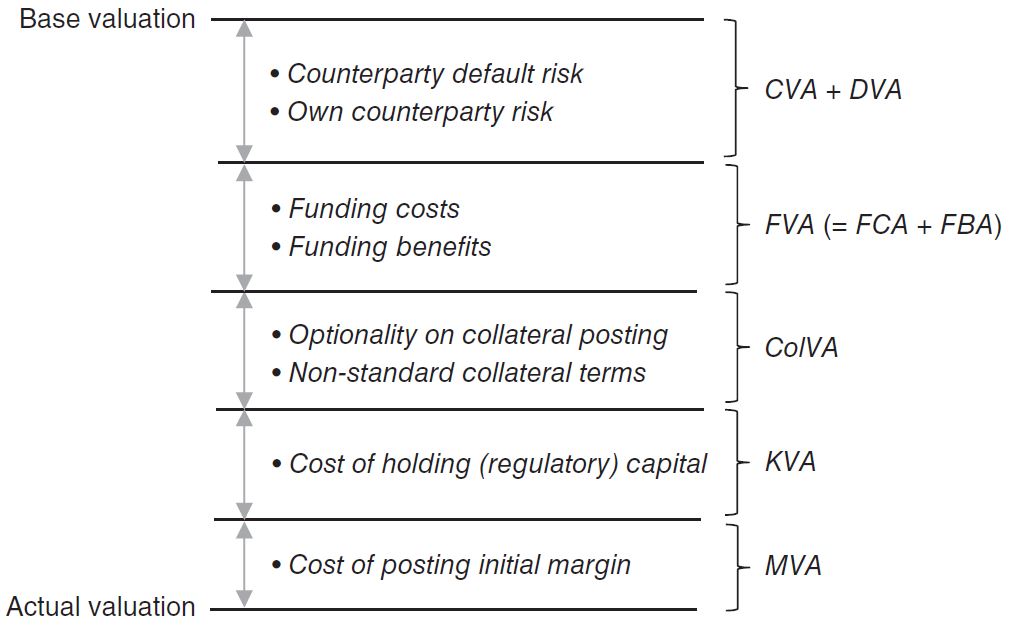 Base valuation
• Counterparty default risk
• Own counterparty risk
CVA + DVA
• Funding costs
• Funding benefits
FVA (= FCA + FBA)
• Optionality on collateral posting
• Non-standard collateral terms
ColVA
• Cost of holding (regulatory) capital
KVA
• Cost of posting initial margin
MVA
Actual valuation